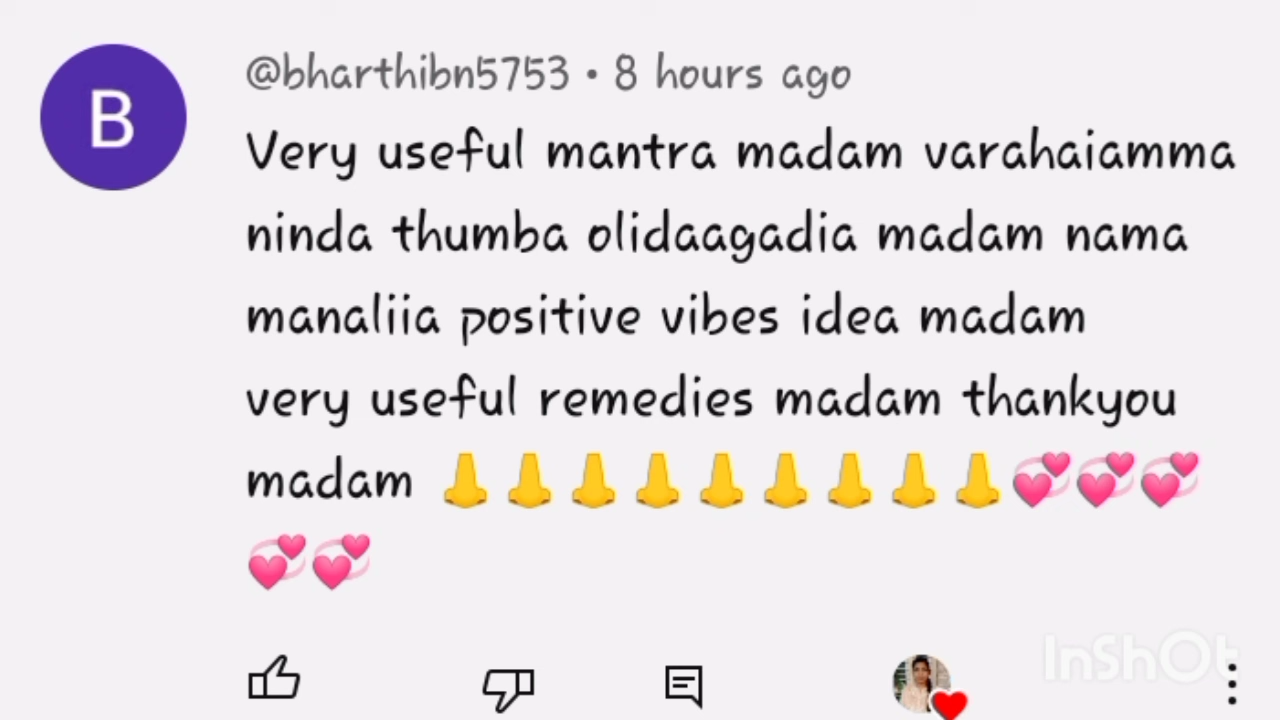 B
@bharthibn5753 • 8 hours ago
Very useful mantra madam varahaiamma
ninda thumba olidaagadia madam nama
manaliia positive vibes idea madam
very useful remedies madam thankyou
madam 👃👃👃👃👃👃👃👃👃💞💞💞
💞💞
InShOt